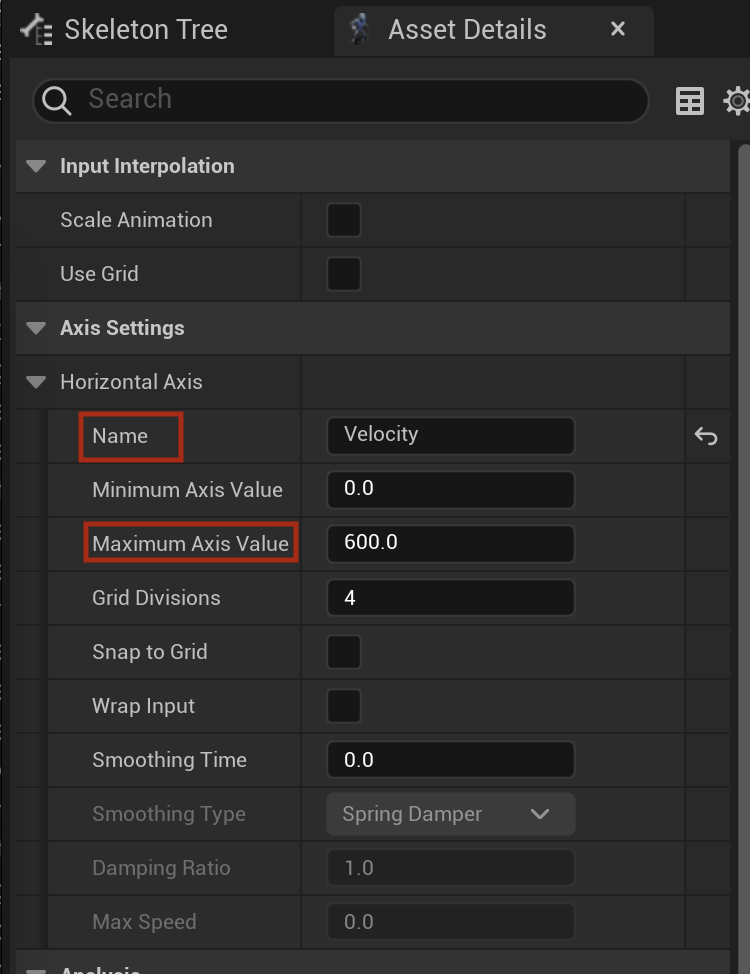 Skeleton Tree
Asset Details
Search
Input Interpolation
Scale Animation
Use Grid
Axis Settings
Horizontal Axis
Name Velocity
Minimum Axis Value 0.0
Maximum Axis Value 600.0
Grid Divisions 4
Snap to Grid
Wrap Input
Smoothing Time 0.0
Smoothing Type Spring Damper
Damping Ratio 1.0
Max Speed 0.0
Analysis